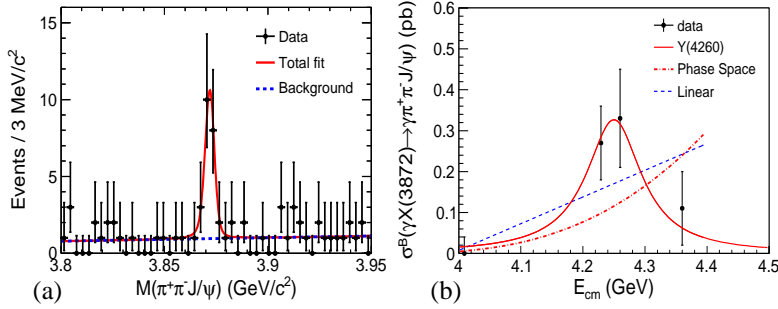 Events / 3 MeV/c²
15
10
5
0
Data
Total fit
Background
3.8
3.85
3.9
3.95
M(π⁺π⁻J/ψ) (GeV/c²)
(a)
σᴮ(γX(3872)→γπ⁺π⁻J/ψ) (pb)
0.6
0.5
0.4
0.3
0.2
0.1
0
data
Y(4260)
Phase Space
Linear
4
4.1
4.2
4.3
4.4
4.5
E_cm (GeV)
(b)